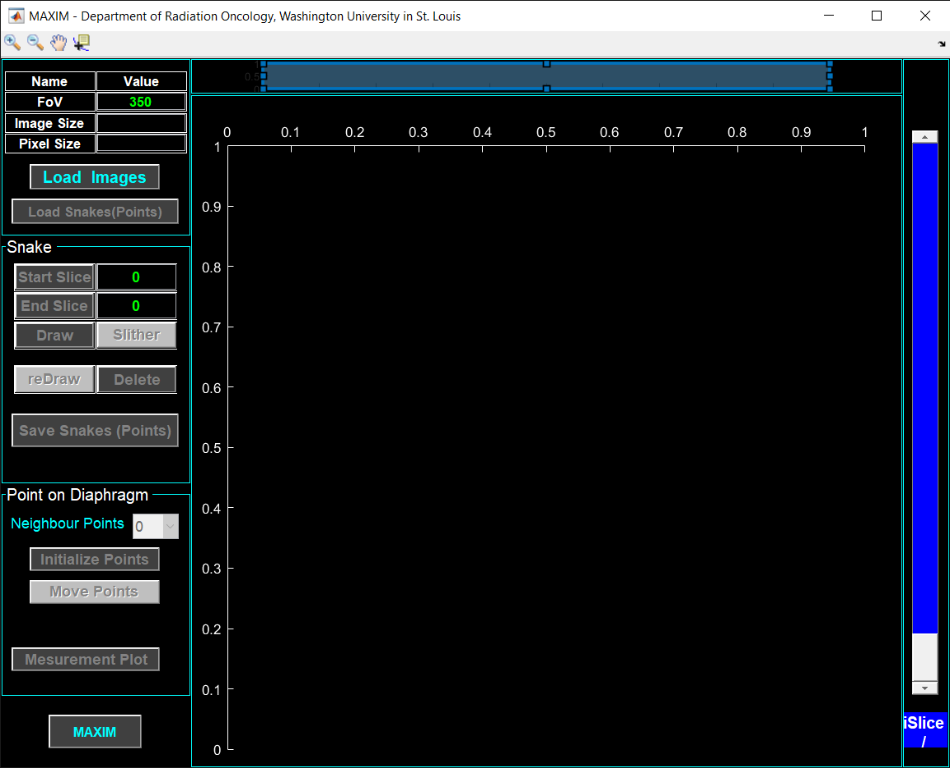 MAXIM - Department of Radiation Oncology, Washington University in St. Louis
Name Value
FoV 350
Image Size
Pixel Size
Load Images
Load Snakes(Points)
Snake
Start Slice 0
End Slice 0
Draw Slither
reDraw Delete
Save Snakes (Points)
Point on Diaphragm
Neighbour Points 0
Initialize Points
Move Points
Mesurement Plot
MAXIM
0 0.1 0.2 0.3 0.4 0.5 0.6 0.7 0.8 0.9 1
1
0.9
0.8
0.7
0.6
0.5
0.4
0.3
0.2
0.1
0
iSlice
/